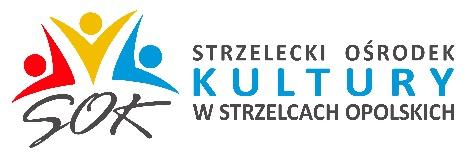 SOK
STRZELECKI OŚRODEK
KULTURY
W STRZELCACH OPOLSKICH